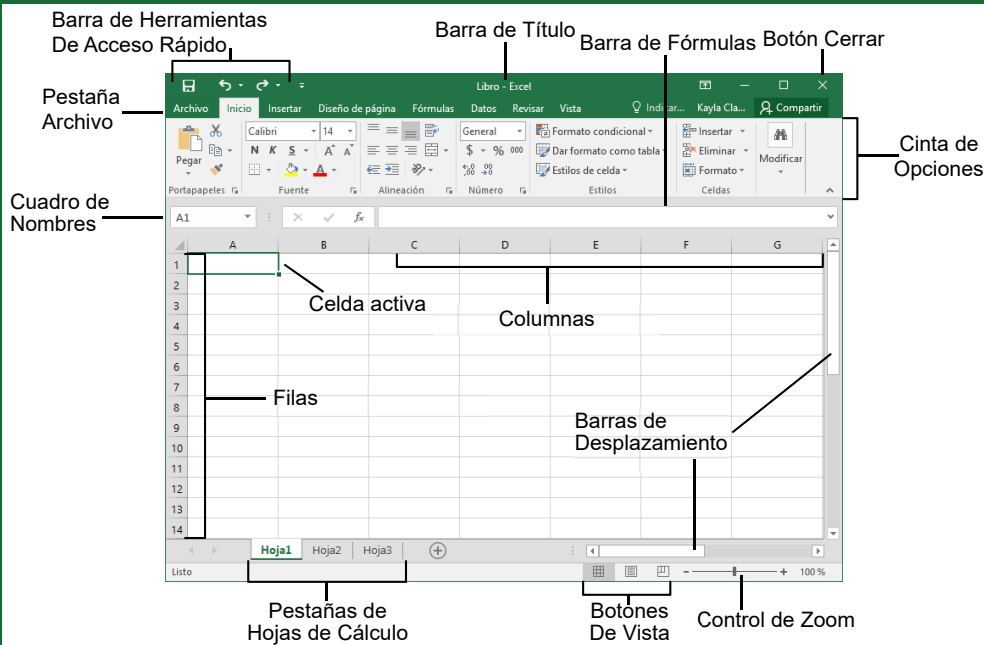 Barra de Herramientas
De Acceso Rápido
Barra de Título
Barra de Fórmulas
Botón Cerrar
Pestaña
Archivo
Libro - Excel
Archivo Inicio Insertar Diseño de página Fórmulas Datos Revisar Vista Indicar... Kayla Cla... Compartir
Cinta de
Opciones
Pegar
Calibri 14
N K S A A
A
General
$ % 000
Formato condicional
Dar formato como tabla
Estilos de celda
Insertar
Eliminar
Formato
Modificar
Portapapeles Fuente Alineación Número Estilos Celdas
Cuadro de
Nombres
A1 fx
A B C D E F G
1
2
3
4
5
6
7
8
9
10
11
12
13
14
Celda activa
Columnas
Filas
Barras de
Desplazamiento
Hoja1 Hoja2 Hoja3
Listo 100 %
Pestañas de
Hojas de Cálculo
Botones
De Vista
Control de Zoom